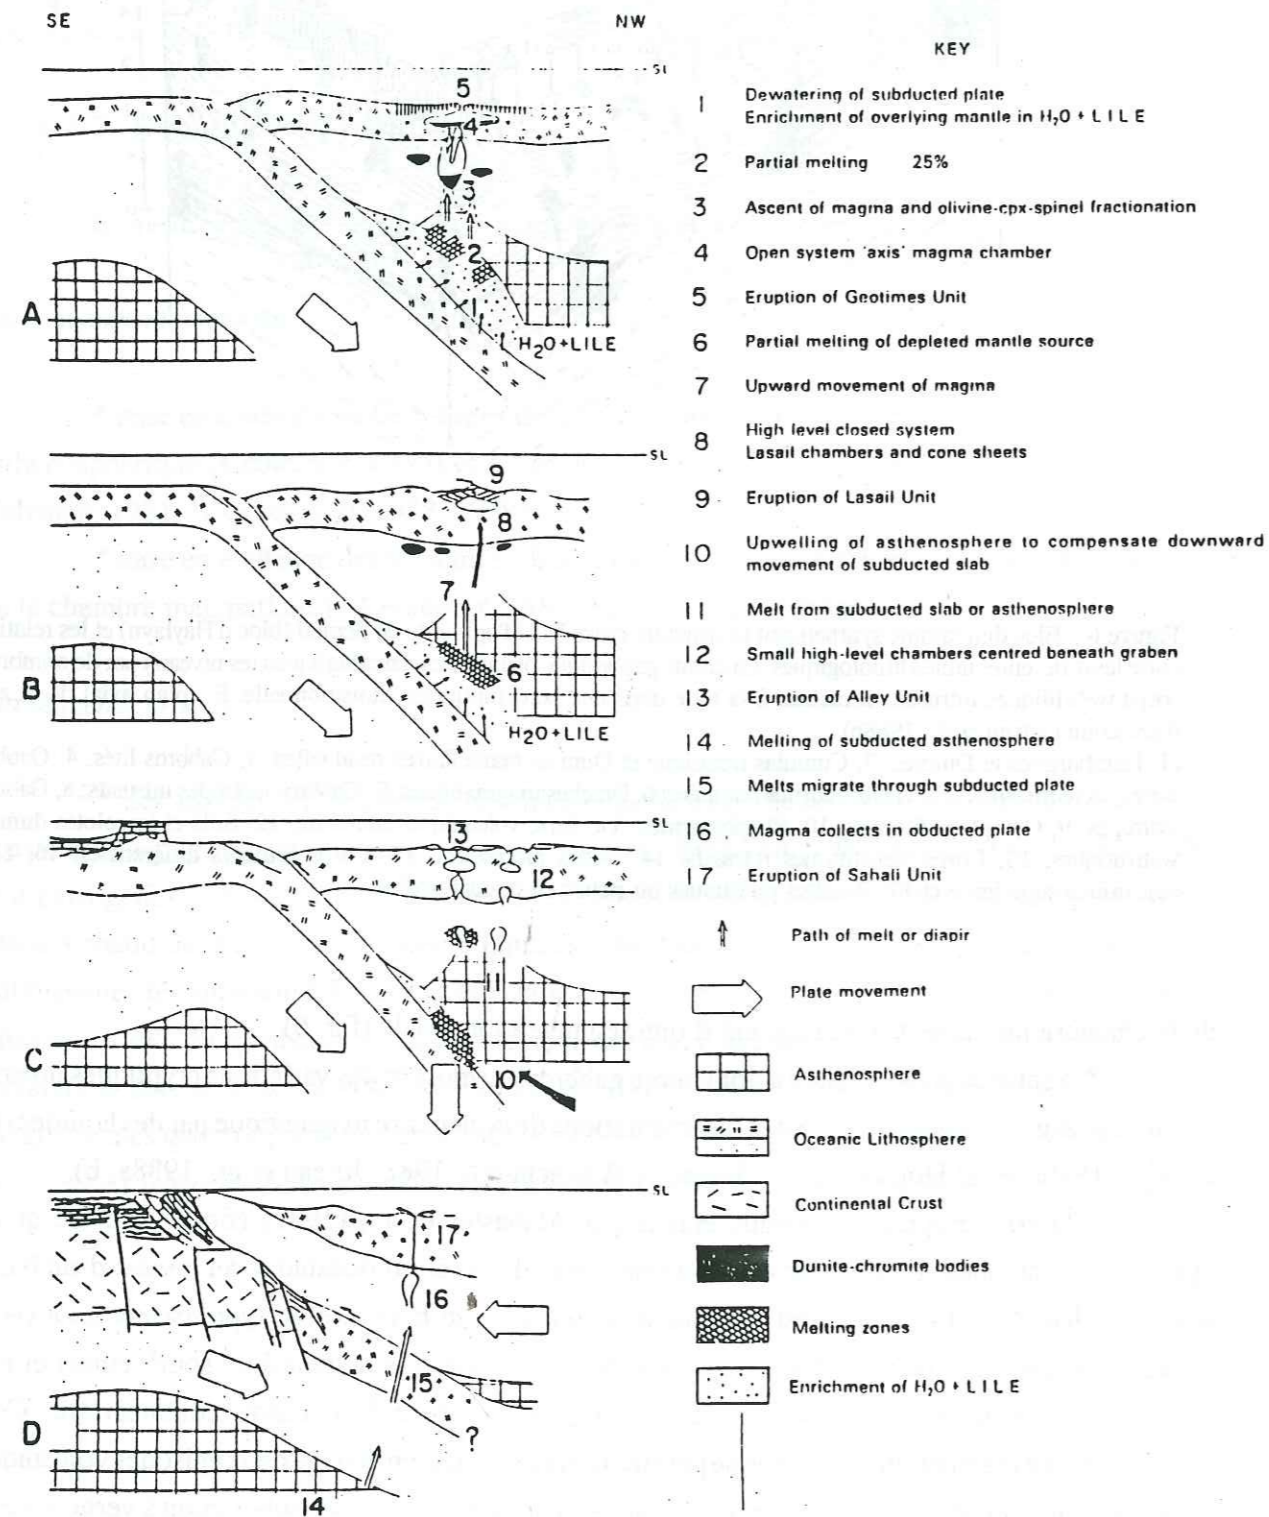 SE
NW
KEY
SL
5
4
3
2
1
A
H₂O+LILE
SL
9
8
7
6
B
H₂O+LILE
13
12
11
C
10
SL
17
16
15
D
?
14
1 Dewatering of subducted plate
Enrichment of overlying mantle in H₂O + L I L E
2 Partial melting 25%
3 Ascent of magma and olivine-cpx-spinel fractionation
4 Open system 'axis' magma chamber
5 Eruption of Geotimes Unit
6 Partial melting of depleted mantle source
7 Upward movement of magma
8 High level closed system
Lasail chambers and cone sheets
9 Eruption of Lasail Unit
10 Upwelling of asthenosphere to compensate downward
movement of subducted slab
11 Melt from subducted slab or asthenosphere
12 Small high-level chambers centred beneath graben
13 Eruption of Alley Unit
14 Melting of subducted asthenosphere
15 Melts migrate through subducted plate
16 Magma collects in obducted plate
17 Eruption of Sahali Unit
Path of melt or diapir
Plate movement
Asthenosphere
Oceanic Lithosphere
Continental Crust
Dunite-chromite bodies
Melting zones
Enrichment of H₂O + L I L E